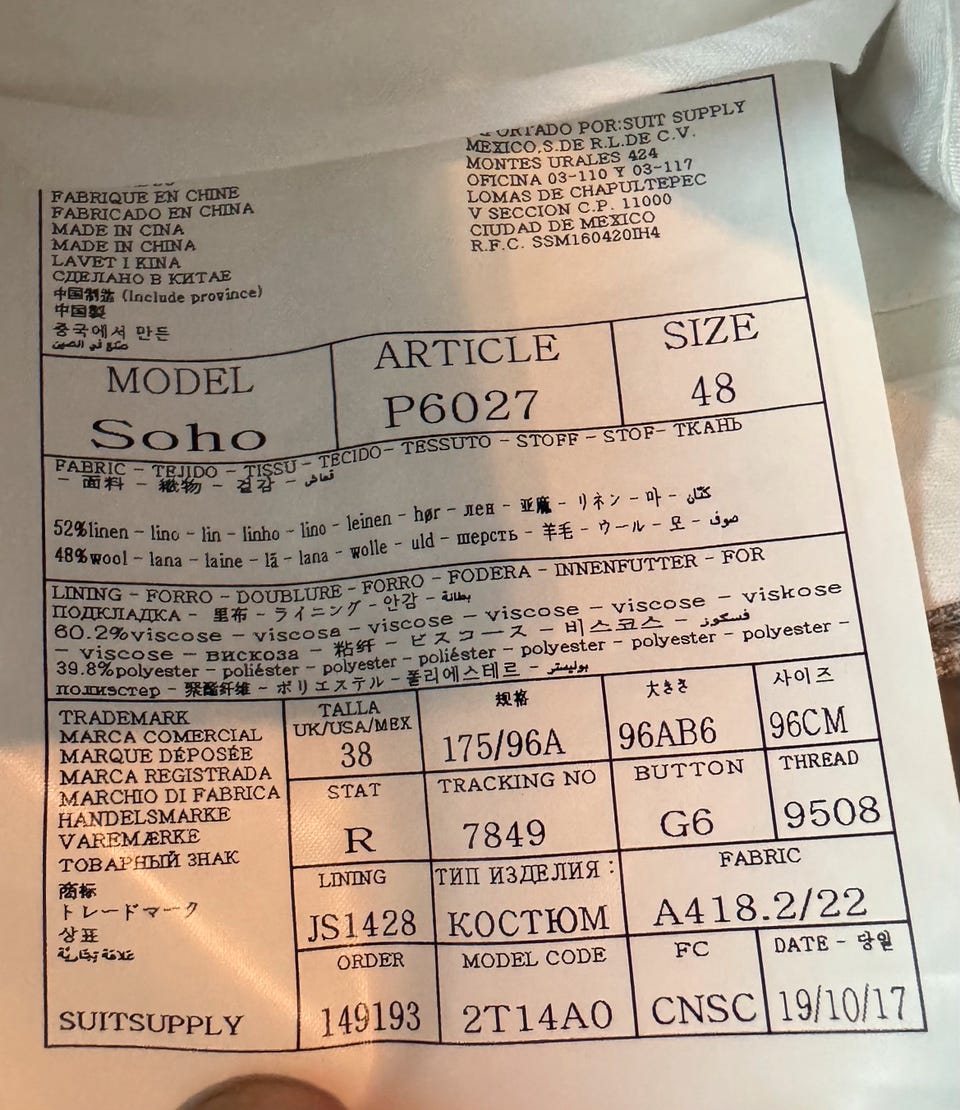 FABRIQUE EN CHINE
FABRICADO EN CHINA
MADE IN CINA
MADE IN CHINA
LAVET I KINA
СДЕЛАНО В КИТАЕ
中国制造 (Include province)
中国製
중국에서 만든
صنع في الصين
POR:SUIT SUPPLY
MEXICO,S.DE R.L.DE C.V.
MONTES URALES 424
OFICINA 03-110 Y 03-117
LOMAS DE CHAPULTEPEC
V SECCION C.P. 11000
CIUDAD DE MEXICO
R.F.C. SSM160420IH4
MODEL
Soho
ARTICLE
P6027
SIZE
48
FABRIC - TEJIDO - TISSU - TECIDO- TESSUTO - STOFF - STOF- ТКАНЬ
- 面料 - 織物 - 겉감 - قماش
52%linen - lino - lin - linho - lino - leinen - hør - лен - 亚麻 - リネン - 마 - كتان
48%wool - lana - laine - lã - lana - wolle - uld - шерсть - 羊毛 - ウール - 모 - صوف
LINING - FORRO - DOUBLURE - FORRO - FODERA - INNENFUTTER - FOR
ПОДКЛАДКА - 里布 - ライニング - 안감 - بطانة
60.2%viscose - viscosa - viscose - viscose - viscose - viskose
- viscose - вискоза - 粘纤 - ビスコース - 비스코스 - فسكوز
39.8%polyester - poliéster - polyester - poliéster - polyester - polyester -
полиэстер - 聚酯纤维 - ポリエステル - 폴리에스테르 - بوليستر
TRADEMARK
MARCA COMERCIAL
MARQUE DÉPOSÉE
MARCA REGISTRADA
MARCHIO DI FABRICA
HANDELSMARKE
VAREMÆRKE
ТОВАРНЫЙ ЗНАК
商标
トレードマーク
상표
علامة تجارية
SUITSUPPLY
TALLA
UK/USA/MEX
38
规格
175/96A
大きさ
96AB6
사이즈
96CM
STAT
R
TRACKING NO
7849
BUTTON
G6
THREAD
9508
LINING
JS1428
ТИП ИЗДЕЛИЯ :
КОСТЮМ
FABRIC
A418.2/22
ORDER
149193
MODEL CODE
2T14A0
FC
CNSC
DATE - 당일
19/10/17